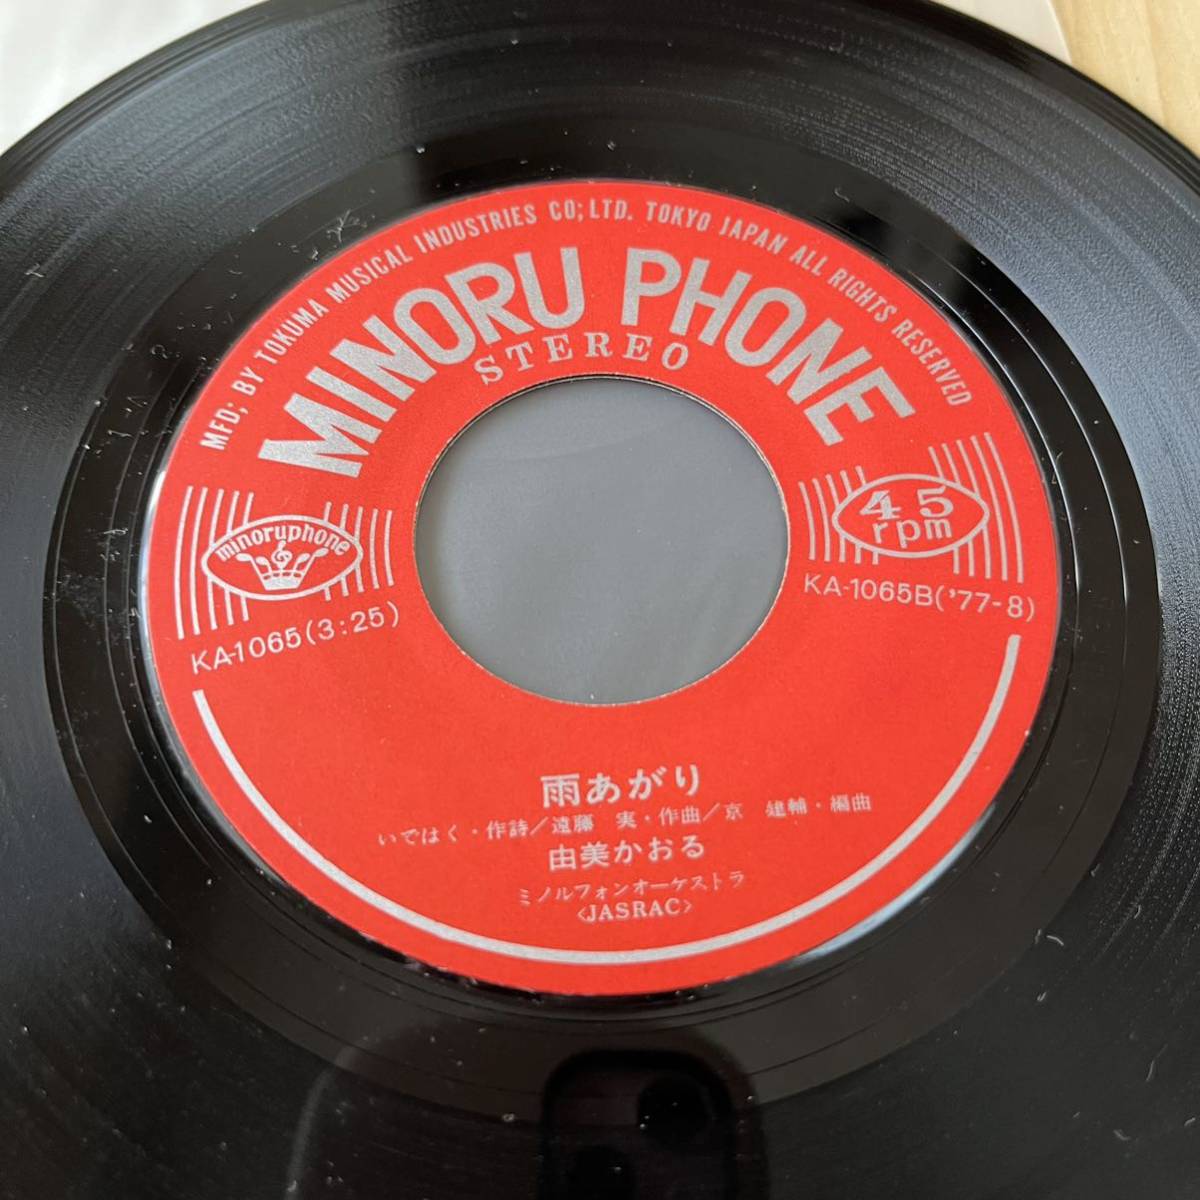 MFD; BY TOKUMA MUSICAL INDUSTRIES CO; LTD. TOKYO JAPAN ALL RIGHTS RESERVED
MINORU PHONE
STEREO
minoruphone
45
rpm
KA-1065(3:25)
KA-1065B('77-8)
雨あがり
いではく・作詩/遠藤 実・作曲/京 建輔・編曲
由美かおる
ミノルフォンオーケストラ
<JASRAC>